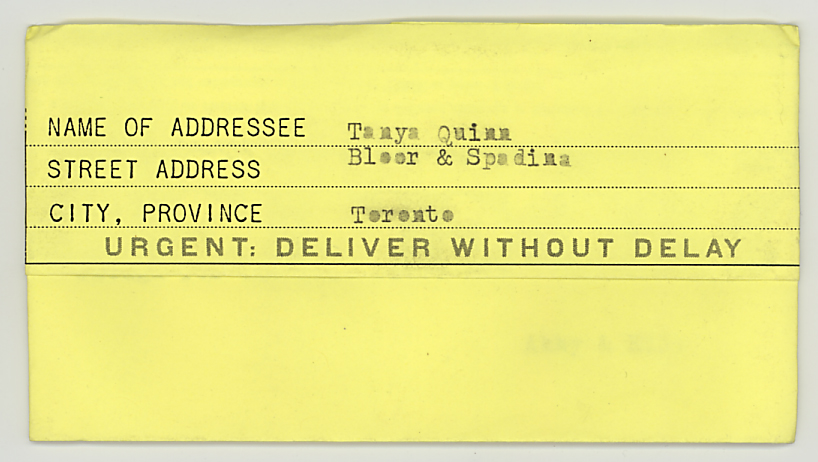 NAME OF ADDRESSEE Tanya Quinn
STREET ADDRESS Bloor & Spadina
CITY, PROVINCE Toronto
URGENT: DELIVER WITHOUT DELAY